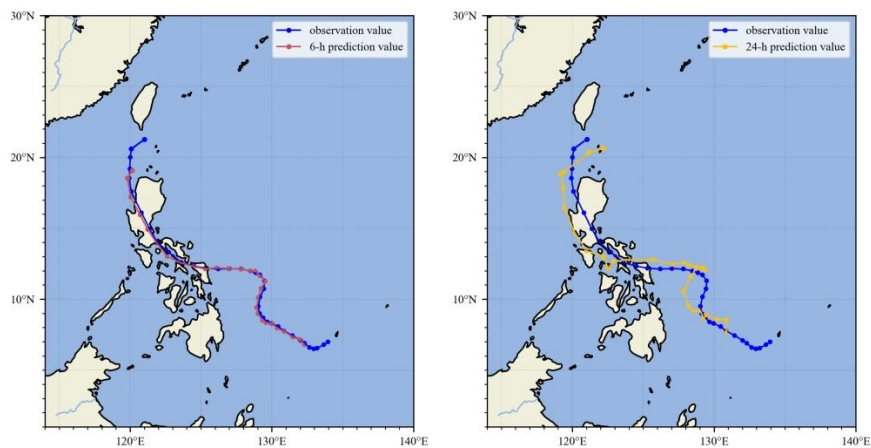 30°N
20°N
10°N
120°E
130°E
140°E
observation value
6-h prediction value
30°N
20°N
10°N
120°E
130°E
140°E
observation value
24-h prediction value